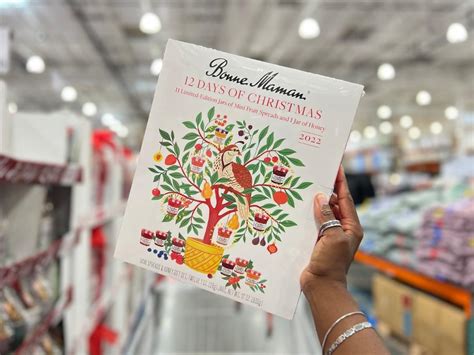 Bonne Maman
12 DAYS OF CHRISTMAS
11 Limited-Edition Jars of Mini Fruit Spreads and 1 Jar of Honey
2022